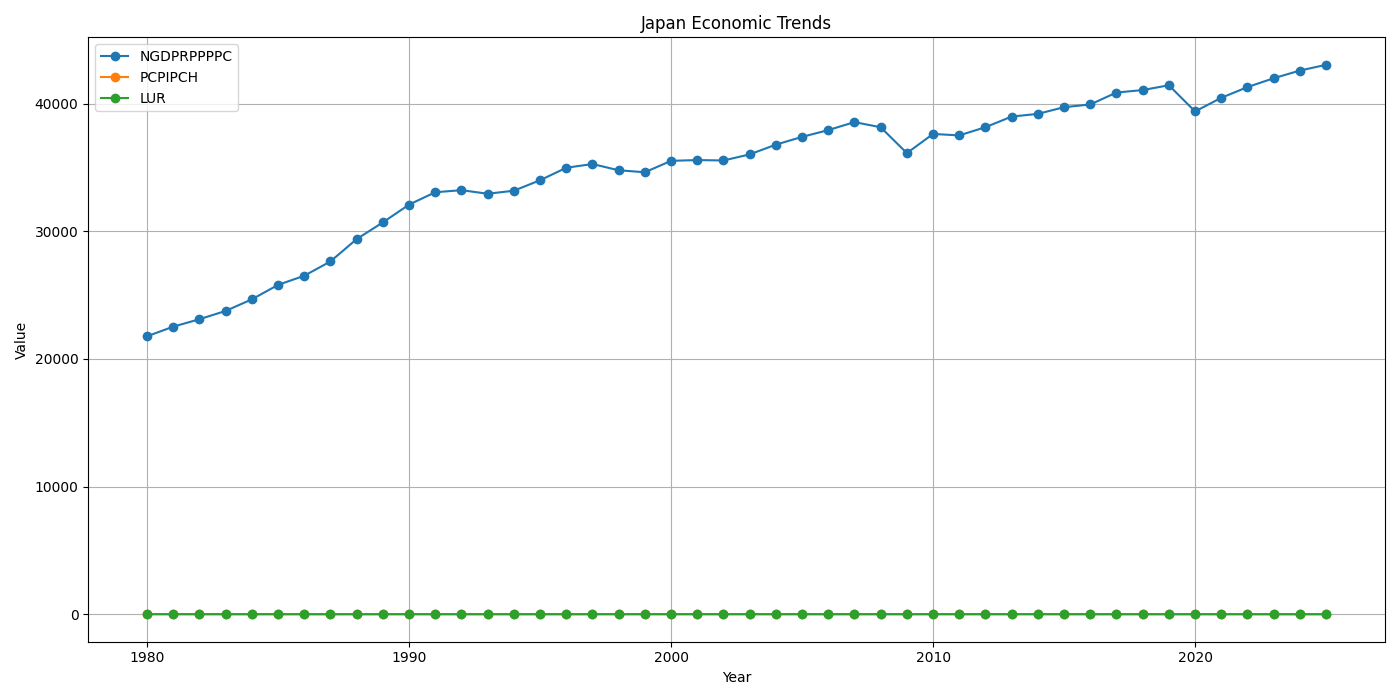 Japan Economic Trends
NGDPRPPPPC
PCPIPCH
LUR
Value
40000
30000
20000
10000
0
1980 1990 2000 2010 2020
Year